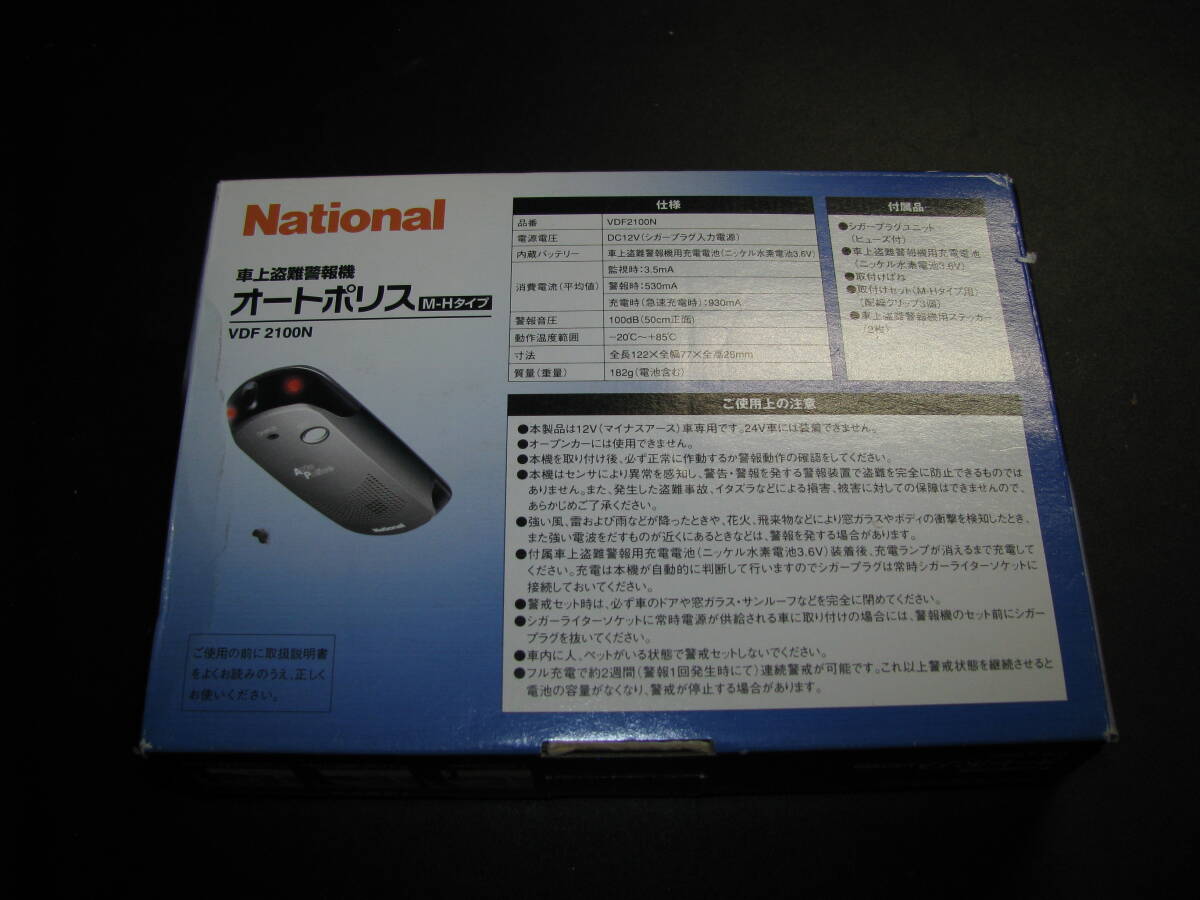 National
車上盗難警報機
オートポリス M-Hタイプ
VDF 2100N
Auto Police
National
ご使用の前に取扱説明書
をよくお読みのうえ、正しく
お使いください。
仕様
品番 VDF2100N
電源電圧 DC12V(シガープラグ入力電源)
内蔵バッテリー 車上盗難警報機用充電電池(ニッケル水素電池3.6V)
消費電流(平均値) 監視時:3.5mA
警報時:530mA
充電時(急速充電時):930mA
警報音圧 100dB(50cm正面)
動作温度範囲 −20℃〜+85℃
寸法 全長122×全幅77×全高26mm
質量(重量) 182g(電池含む)
付属品
●シガープラグユニット
(ヒューズ付)
●車上盗難警報機用充電電池
(ニッケル水素電池3.6V)
●取付けばね
●取付けセット(M-Hタイプ用)
(配線クリップ3個)
●車上盗難警報機用ステッカー
(2枚)
ご使用上の注意
●本製品は12V(マイナスアース)車専用です。24V車には装着できません。
●オープンカーには使用できません。
●本機を取り付け後、必ず正常に作動するか警報動作の確認をしてください。
●本機はセンサにより異常を感知し、警告・警報を発する警報装置で盗難を完全に防止できるものでは
ありません。また、発生した盗難事故、イタズラなどによる損害、被害に対しての保障はできませんので、
あらかじめご了承ください。
●強い風、雷および雨などが降ったときや、花火、飛来物などにより窓ガラスやボディの衝撃を検知したとき、
また強い電波をだすものが近くにあるときなどは、警報を発する場合があります。
●付属車上盗難警報用充電電池(ニッケル水素電池3.6V)装着後、充電ランプが消えるまで充電して
ください。充電は本機が自動的に判断して行いますのでシガープラグは常時シガーライターソケットに
接続しておいてください。
●警戒セット時は、必ず車のドアや窓ガラス・サンルーフなどを完全に閉めてください。
●シガーライターソケットに常時電源が供給される車に取り付けの場合には、警報機のセット前にシガー
プラグを抜いてください。
●車内に人、ペットがいる状態で警戒セットしないでください。
●フル充電で約2週間(警報1回発生時にて)連続警戒が可能です。これ以上警戒状態を継続させると
電池の容量がなくなり、警戒が停止する場合があります。